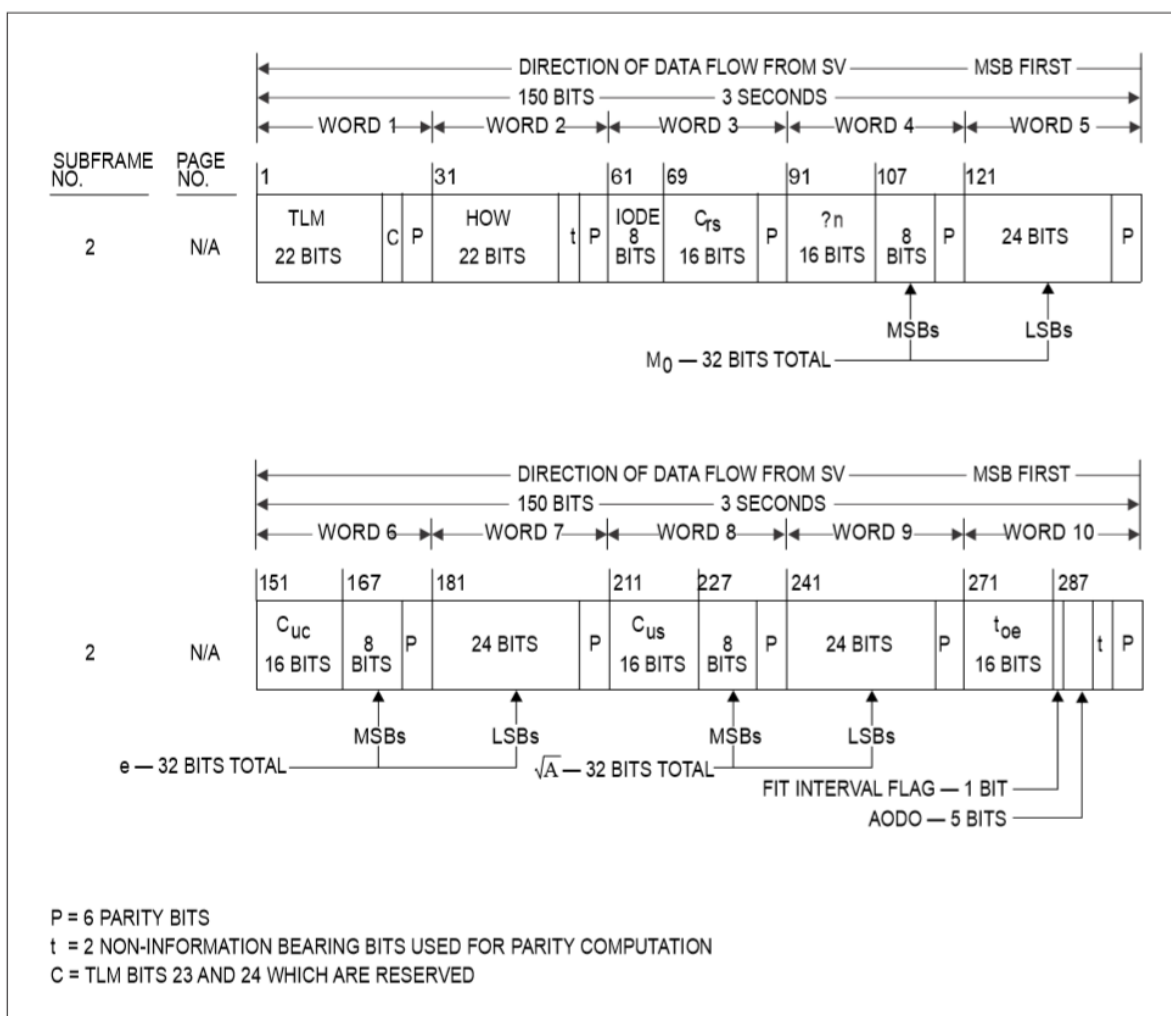 DIRECTION OF DATA FLOW FROM SV MSB FIRST
150 BITS 3 SECONDS
WORD 1 WORD 2 WORD 3 WORD 4 WORD 5
SUBFRAME NO. PAGE NO.
1 31 61 69 91 107 121
2 N/A
TLM 22 BITS C P HOW 22 BITS t P IODE 8 BITS Crs 16 BITS P ?n 16 BITS 8 BITS P 24 BITS P
MSBs LSBs
M0 — 32 BITS TOTAL
DIRECTION OF DATA FLOW FROM SV MSB FIRST
150 BITS 3 SECONDS
WORD 6 WORD 7 WORD 8 WORD 9 WORD 10
151 167 181 211 227 241 271 287
2 N/A
Cuc 16 BITS 8 BITS P 24 BITS P Cus 16 BITS 8 BITS P 24 BITS P toe 16 BITS t P
MSBs LSBs MSBs LSBs
e — 32 BITS TOTAL √A — 32 BITS TOTAL
FIT INTERVAL FLAG — 1 BIT
AODO — 5 BITS
P = 6 PARITY BITS
t = 2 NON-INFORMATION BEARING BITS USED FOR PARITY COMPUTATION
C = TLM BITS 23 AND 24 WHICH ARE RESERVED